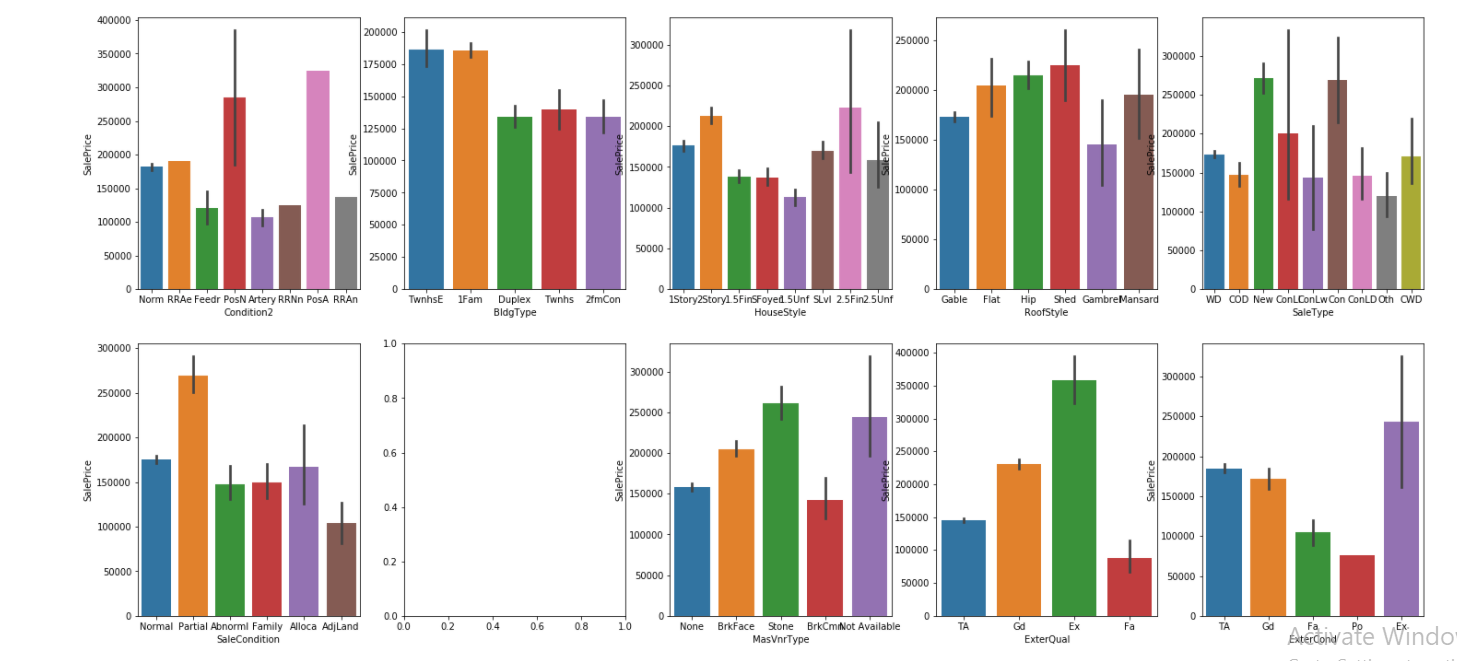 400000
350000
300000
250000
200000
150000
100000
50000
0
SalePrice
Norm RRAe Feedr PosN Artery RRNn PosA RRAn
Condition2
200000
175000
150000
125000
100000
75000
50000
25000
0
SalePrice
TwnhsE 1Fam Duplex Twnhs 2fmCon
BldgType
300000
250000
200000
150000
100000
50000
0
SalePrice
1Story 2Story 1.5Fin SFoyer 1.5Unf SLvl 2.5Fin 2.5Unf
HouseStyle
250000
200000
150000
100000
50000
0
SalePrice
Gable Flat Hip Shed Gambrel Mansard
RoofStyle
300000
250000
200000
150000
100000
50000
0
SalePrice
WD COD New ConLI ConLw Con ConLD Oth CWD
SaleType
300000
250000
200000
150000
100000
50000
0
SalePrice
Normal Partial Abnorml Family Alloca AdjLand
SaleCondition
1.0
0.8
0.6
0.4
0.2
0.0
0.0 0.2 0.4 0.6 0.8 1.0
300000
250000
200000
150000
100000
50000
0
SalePrice
None BrkFace Stone BrkCmn Not Available
MasVnrType
400000
350000
300000
250000
200000
150000
100000
50000
0
SalePrice
TA Gd Ex Fa
ExterQual
300000
250000
200000
150000
100000
50000
0
SalePrice
TA Gd Fa Po Ex
ExterCond
Activate Windo